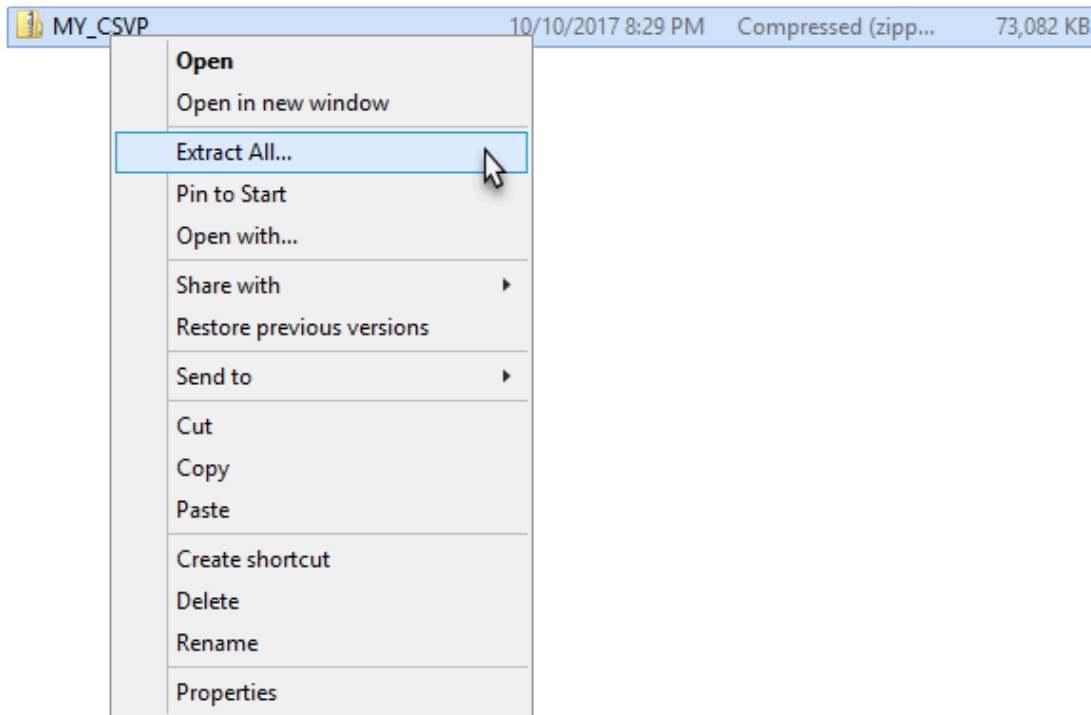 MY_CSVP 10/10/2017 8:29 PM Compressed (zipp... 73,082 KB
Open
Open in new window
Extract All...
Pin to Start
Open with...
Share with
Restore previous versions
Send to
Cut
Copy
Paste
Create shortcut
Delete
Rename
Properties